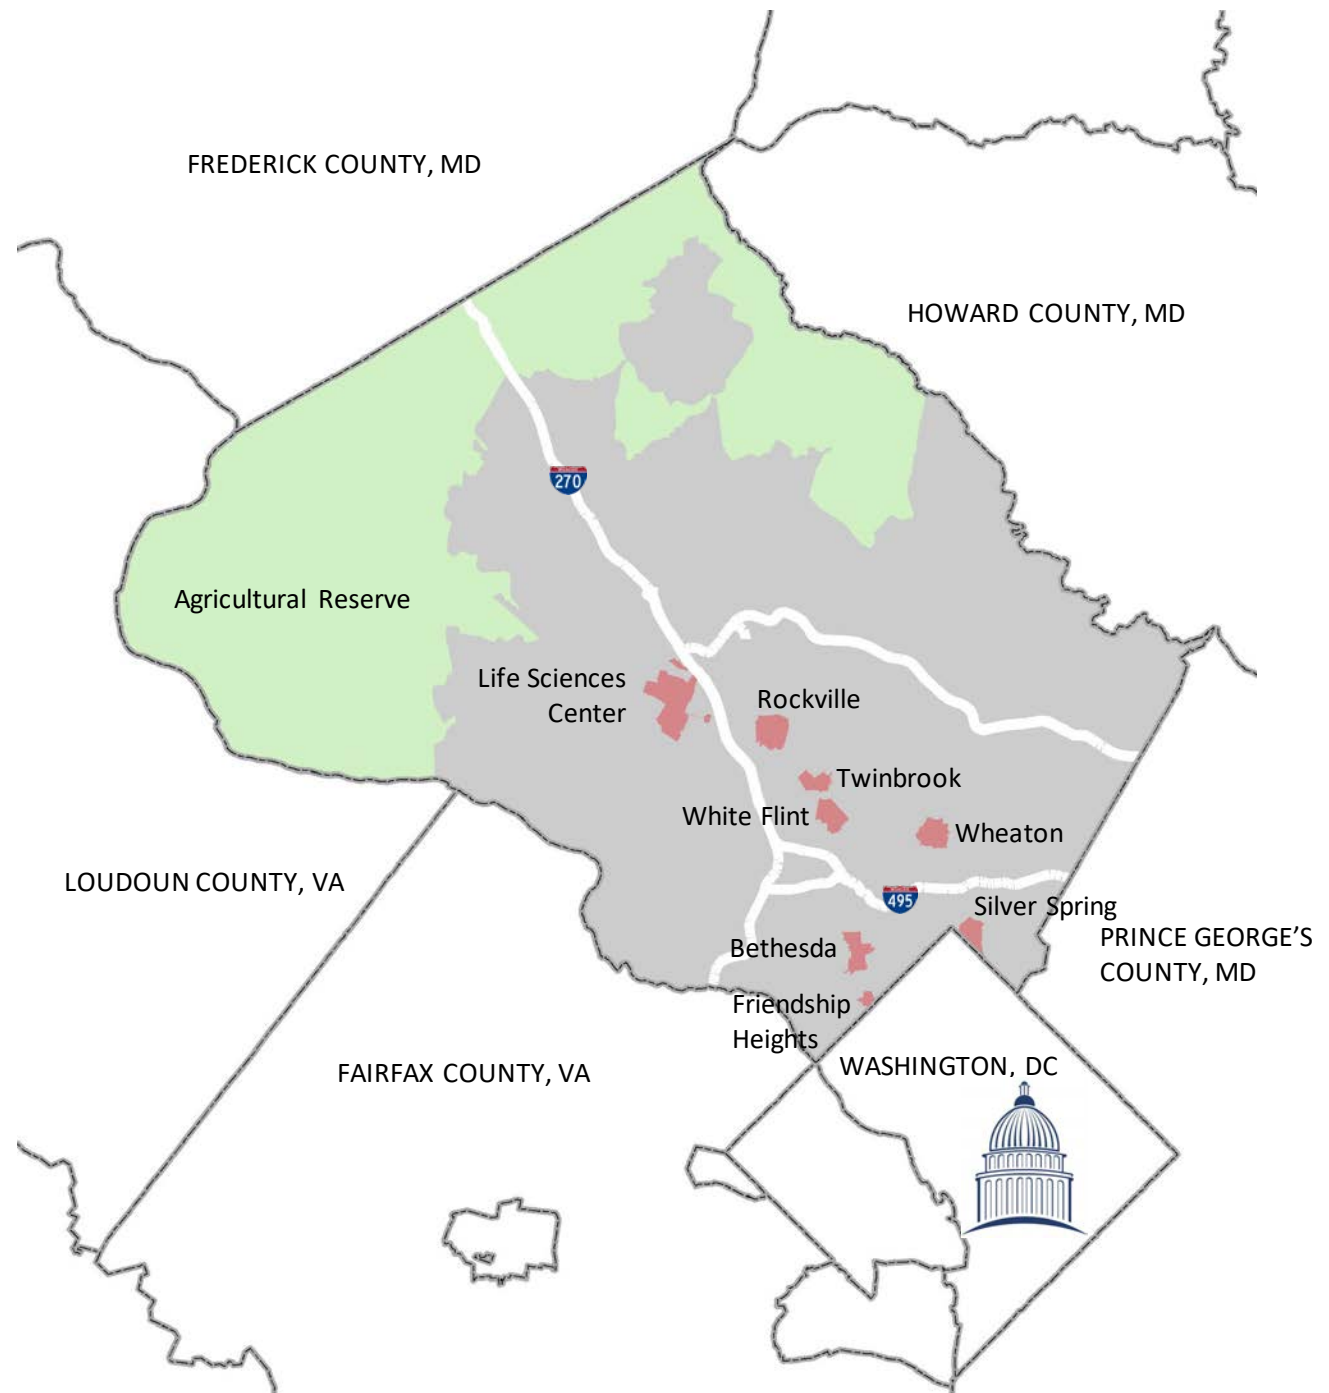 FREDERICK COUNTY, MD
HOWARD COUNTY, MD
270
Agricultural Reserve
Life Sciences
Center
Rockville
Twinbrook
White Flint
Wheaton
LOUDOUN COUNTY, VA
495
Silver Spring
PRINCE GEORGE’S
COUNTY, MD
Bethesda
Friendship
Heights
FAIRFAX COUNTY, VA
WASHINGTON, DC